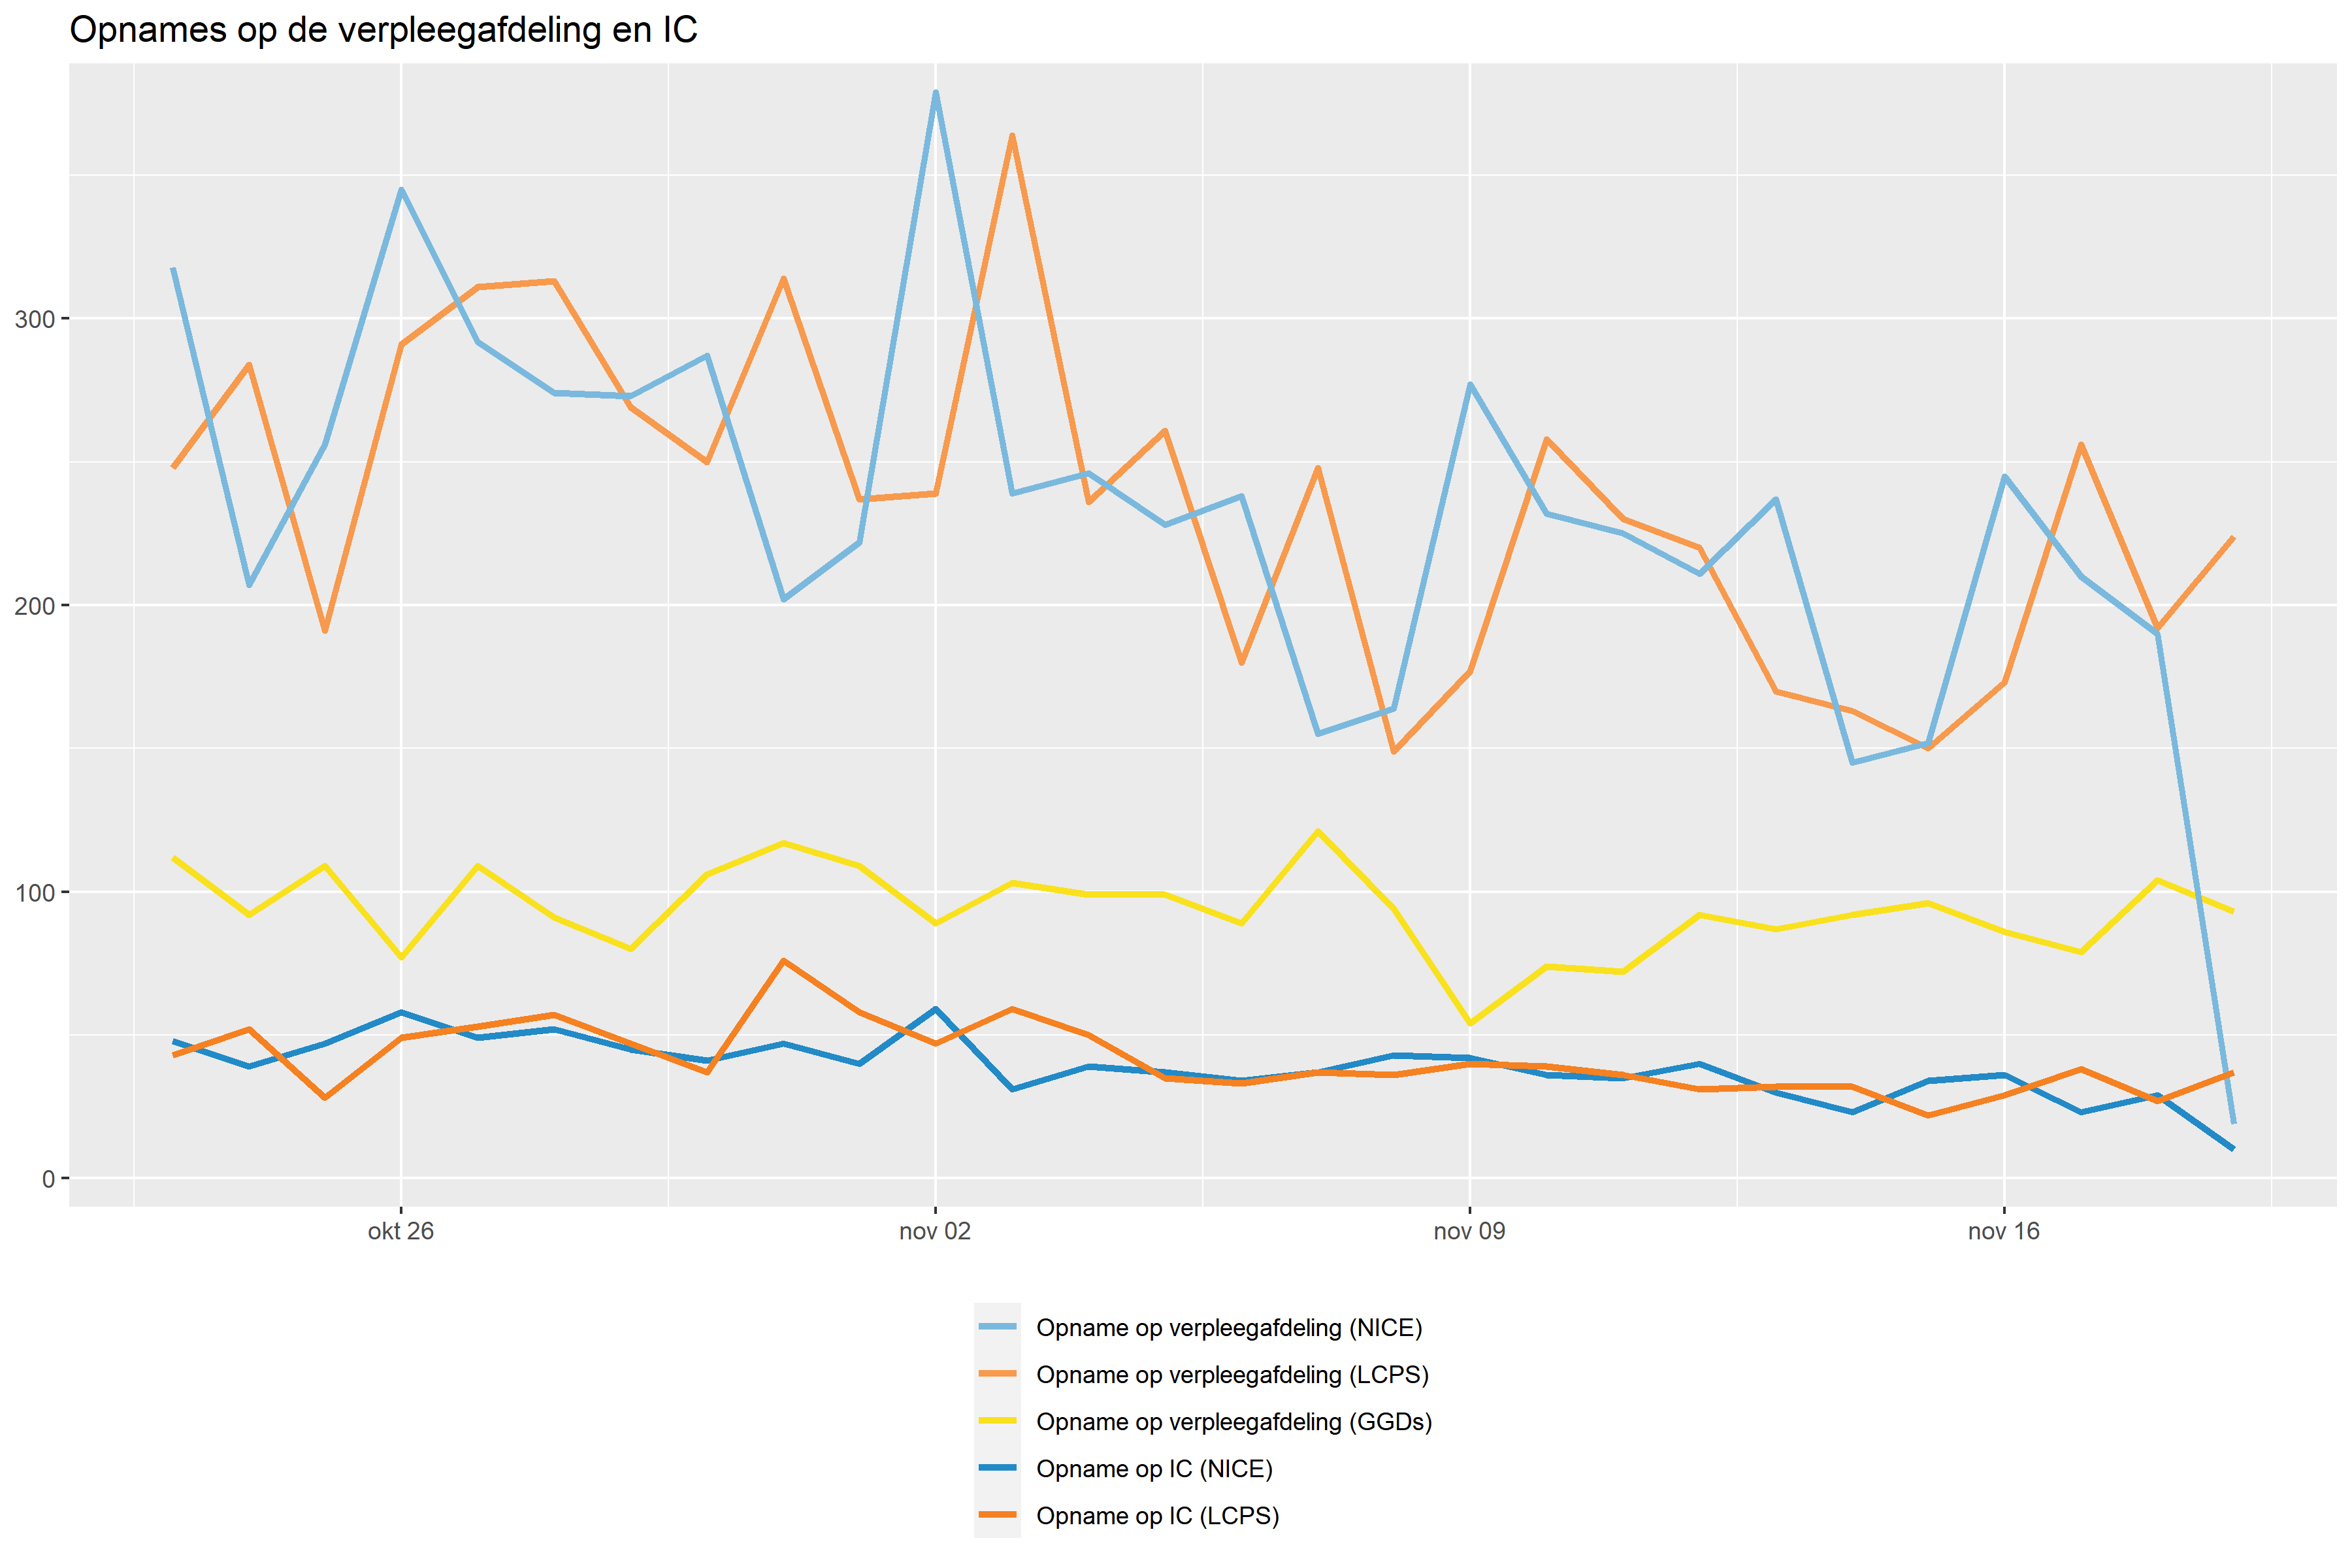 Opnames op de verpleegafdeling en IC
300
200
100
0
okt 26 nov 02 nov 09 nov 16
Opname op verpleegafdeling (NICE)
Opname op verpleegafdeling (LCPS)
Opname op verpleegafdeling (GGDs)
Opname op IC (NICE)
Opname op IC (LCPS)